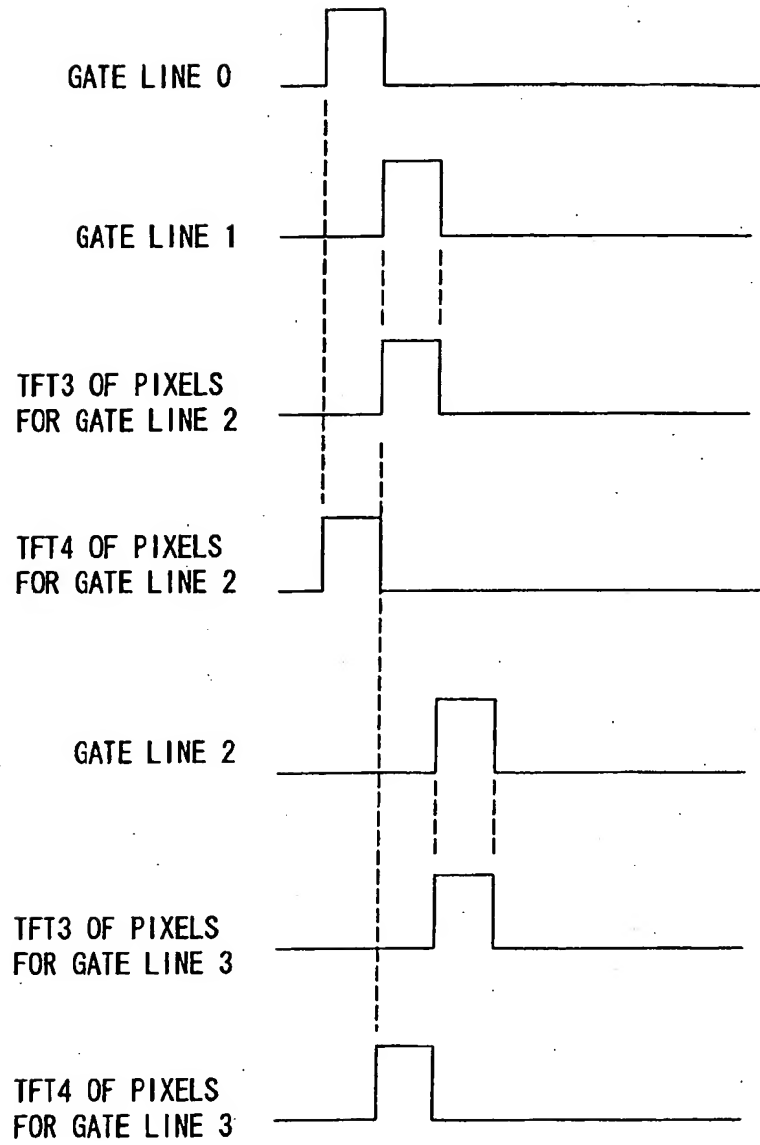 GATE LINE 0
GATE LINE 1
TFT3 OF PIXELS
FOR GATE LINE 2
TFT4 OF PIXELS
FOR GATE LINE 2
GATE LINE 2
TFT3 OF PIXELS
FOR GATE LINE 3
TFT4 OF PIXELS
FOR GATE LINE 3